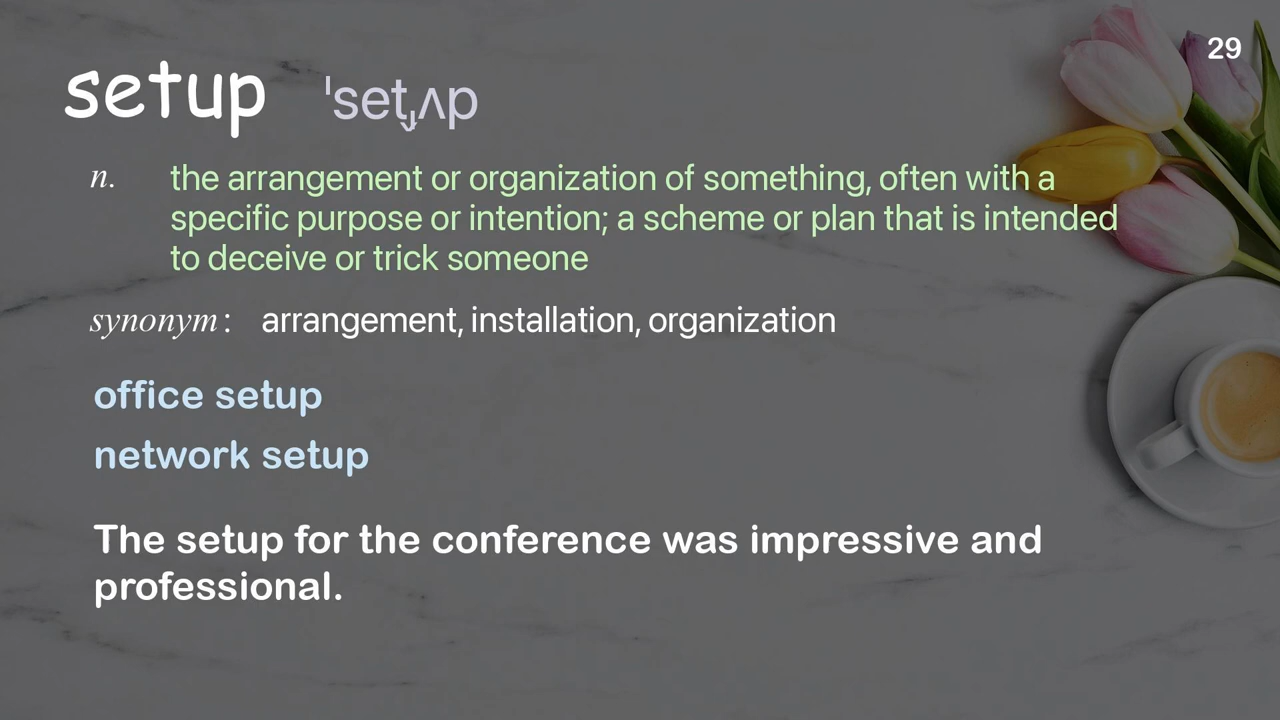 29
setup ˈset̬ˌʌp
n. the arrangement or organization of something, often with a
specific purpose or intention; a scheme or plan that is intended
to deceive or trick someone
synonym: arrangement, installation, organization
office setup
network setup
The setup for the conference was impressive and
professional.